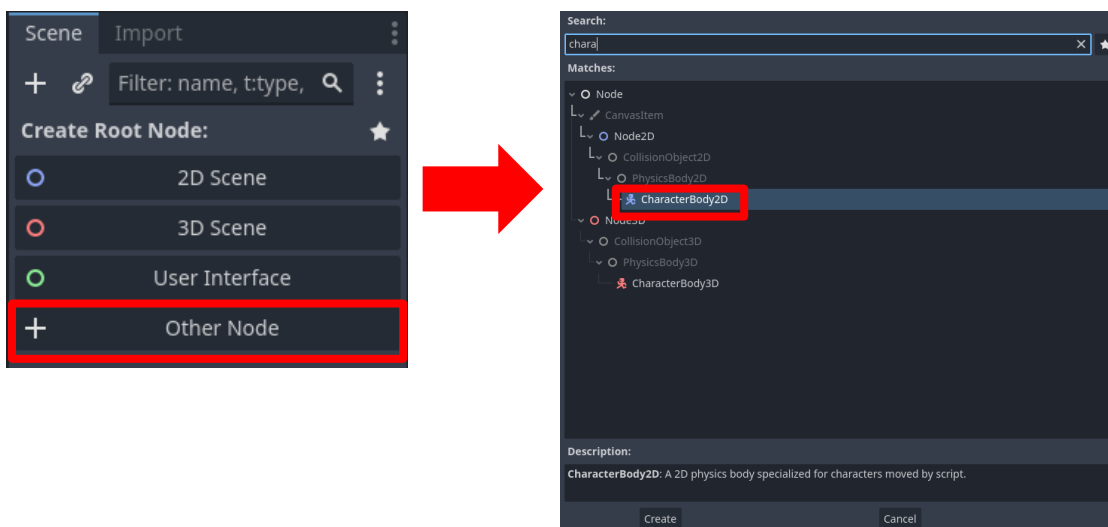 Scene Import
Filter: name, t:type,
Create Root Node:
2D Scene
3D Scene
User Interface
Other Node
Search:
chara
Matches:
Node
CanvasItem
Node2D
CollisionObject2D
PhysicsBody2D
CharacterBody2D
Node3D
CollisionObject3D
PhysicsBody3D
CharacterBody3D
Description:
CharacterBody2D: A 2D physics body specialized for characters moved by script.
Create Cancel